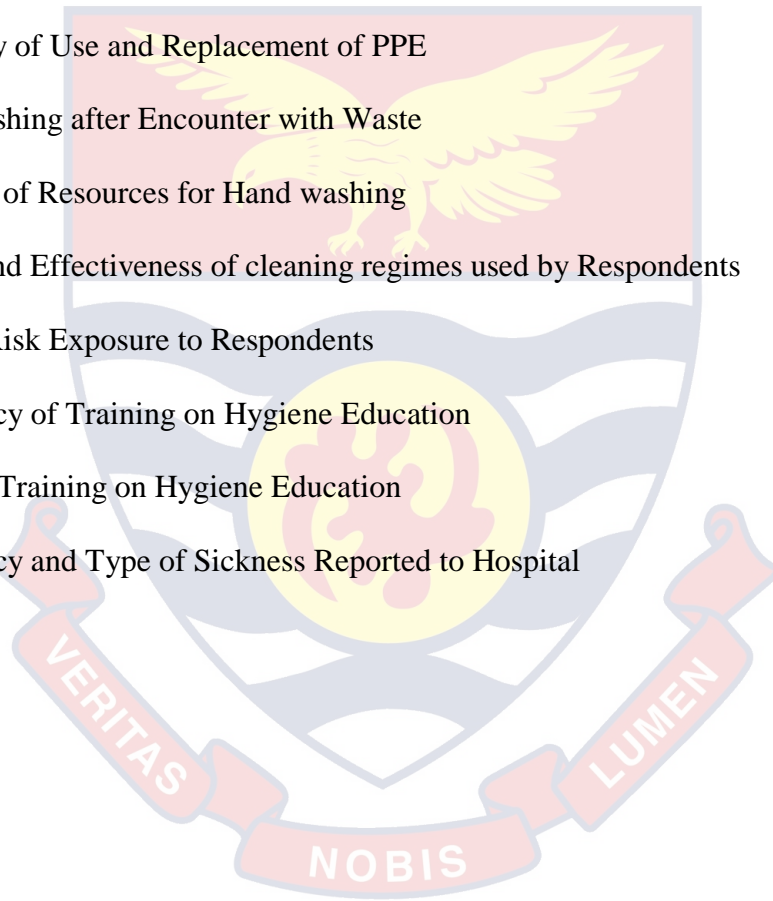 y of Use and Replacement of PPE
shing after Encounter with Waste
of Resources for Hand washing
nd Effectiveness of cleaning regimes used by Respondents
Risk Exposure to Respondents
cy of Training on Hygiene Education
Training on Hygiene Education
cy and Type of Sickness Reported to Hospital
VERITAS
NOBIS
LUMEN